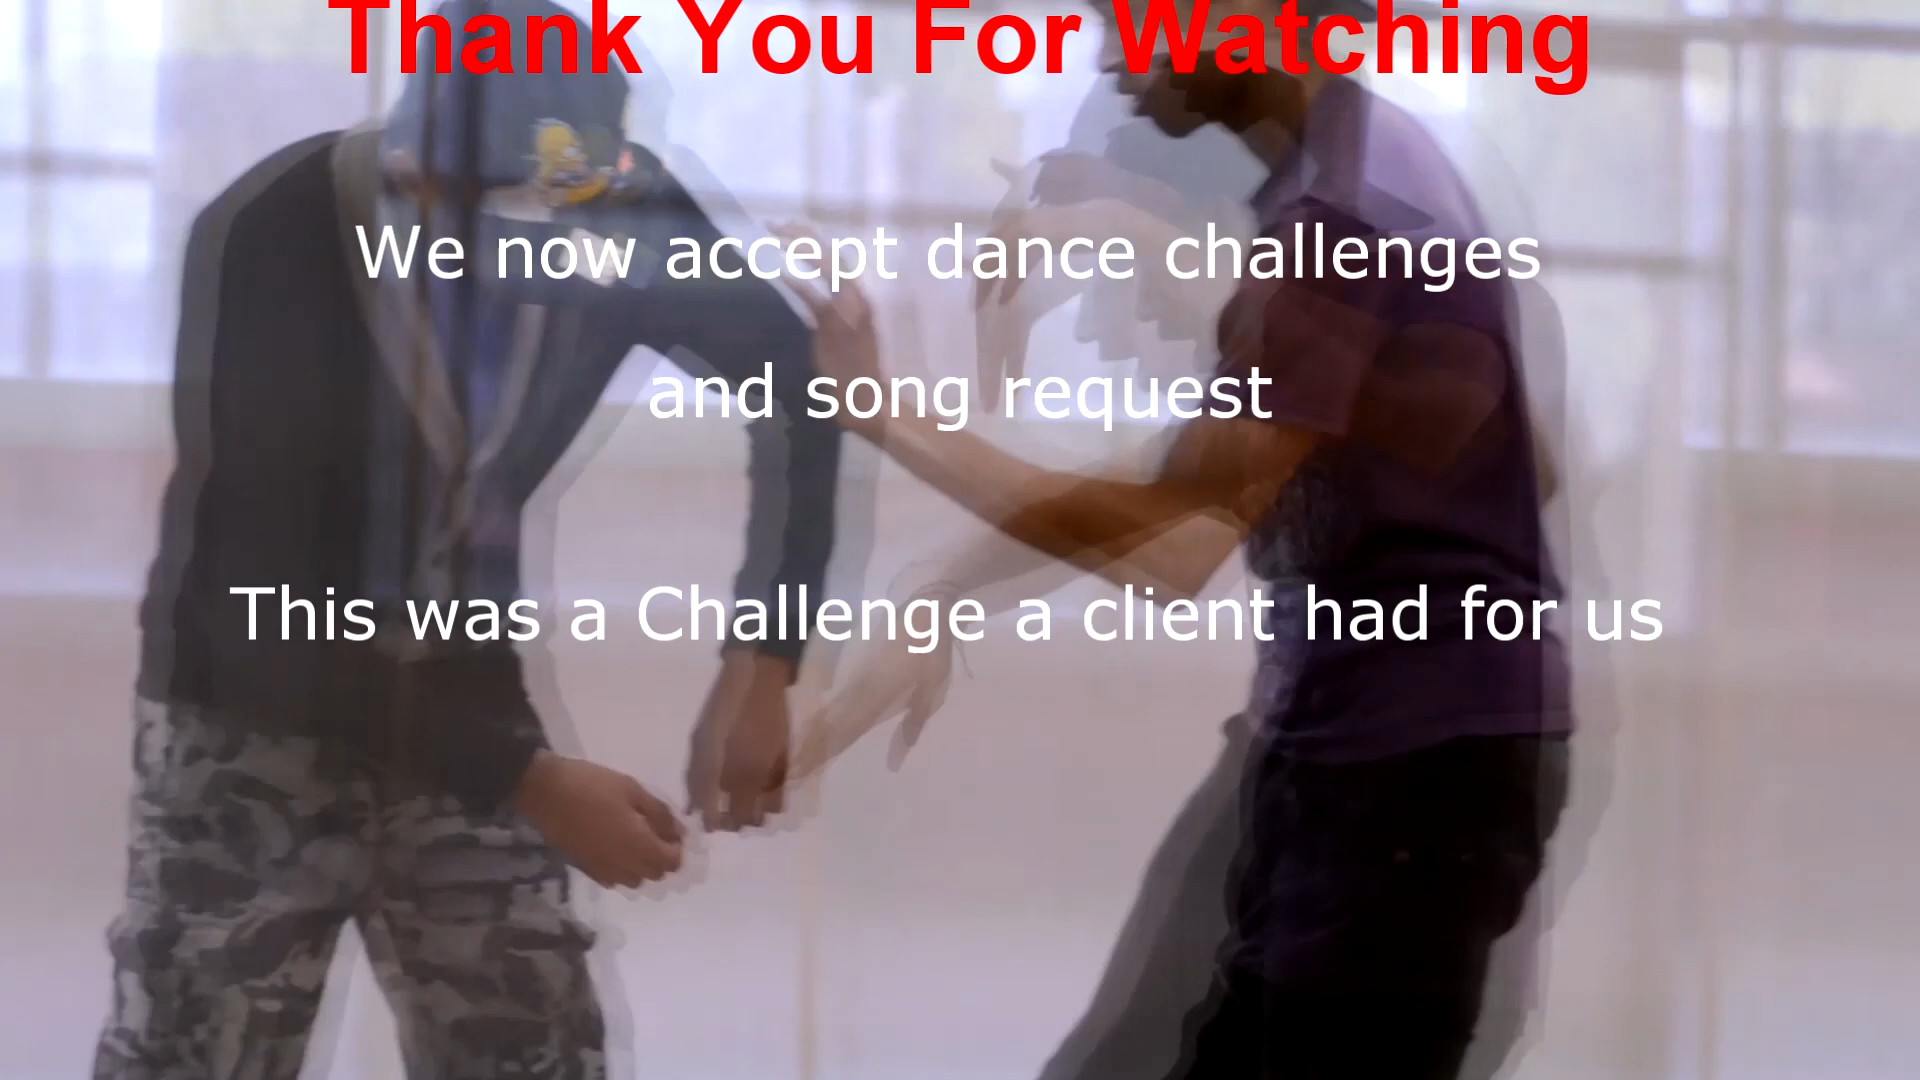 Thank You For Watching
We now accept dance challenges
and song request
This was a Challenge a client had for us